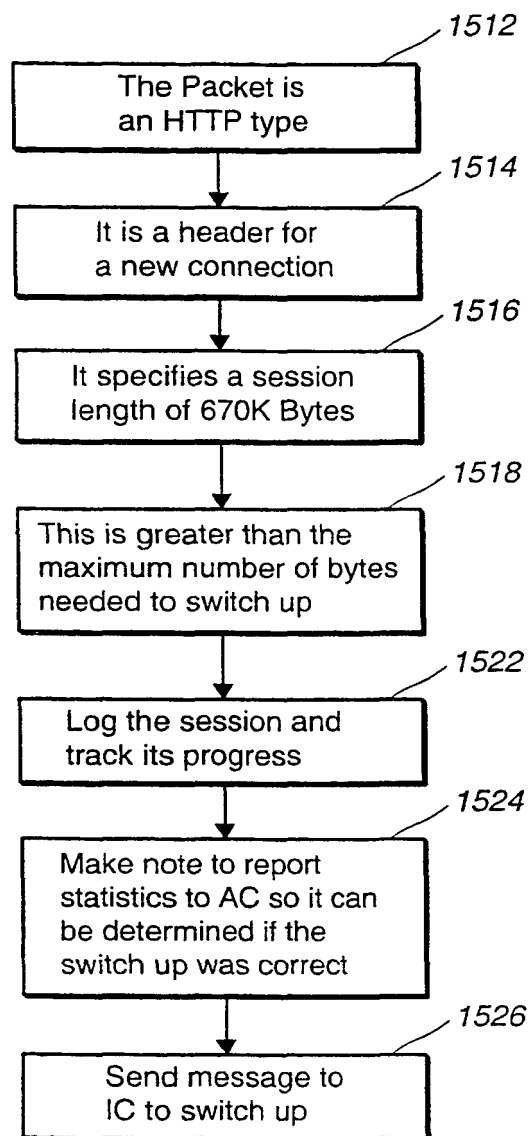 1512
The Packet is
an HTTP type
1514
It is a header for
a new connection
1516
It specifies a session
length of 670K Bytes
1518
This is greater than the
maximum number of bytes
needed to switch up
1522
Log the session and
track its progress
1524
Make note to report
statistics to AC so it can
be determined if the
switch up was correct
1526
Send message to
IC to switch up